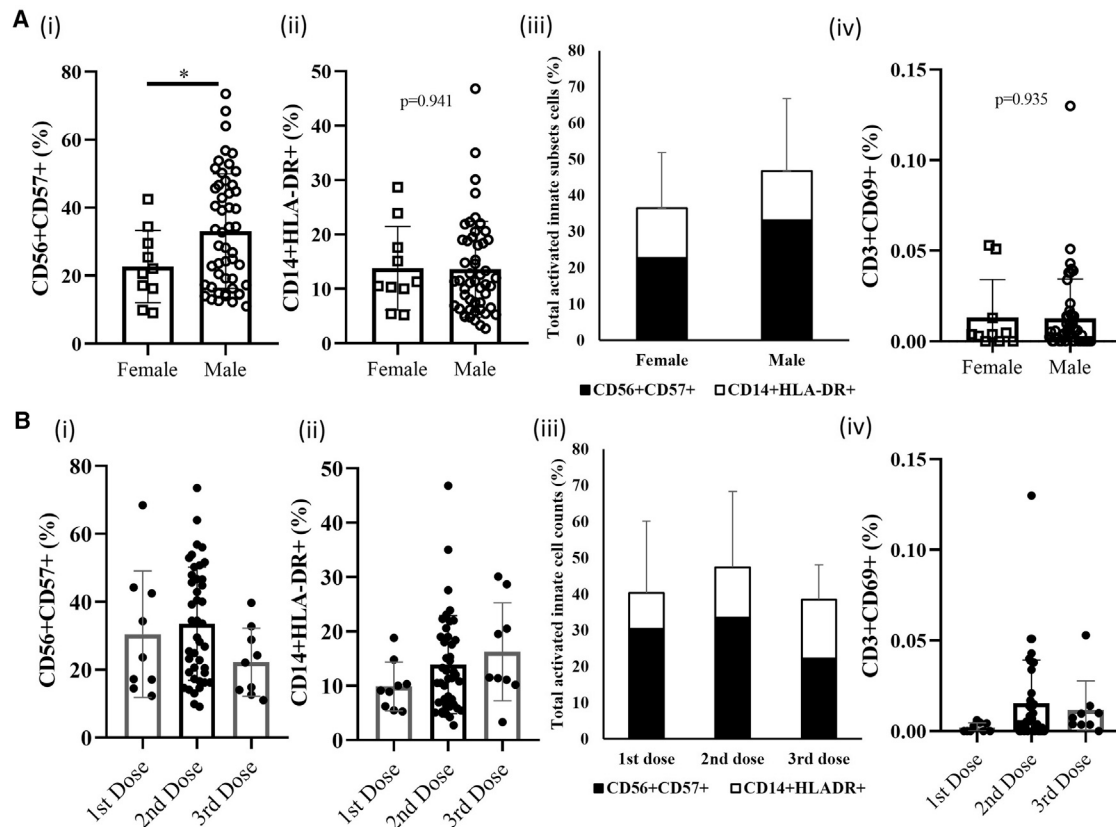 A
(i)
CD56+CD57+ (%)
80
60
40
20
0
*
Female Male
(ii)
CD14+HLA-DR+ (%)
50
40
30
20
10
0
p=0.941
Female Male
(iii)
Total activated innate subsets cells (%)
80
70
60
50
40
30
20
10
0
Female Male
CD56+CD57+ CD14+HLA-DR+
(iv)
CD3+CD69+ (%)
0.15
0.10
0.05
0.00
p=0.935
Female Male
B
(i)
CD56+CD57+ (%)
80
60
40
20
0
1st Dose 2nd Dose 3rd Dose
(ii)
CD14+HLA-DR+ (%)
50
40
30
20
10
0
1st Dose 2nd Dose 3rd Dose
(iii)
Total activated innate cell counts (%)
80
70
60
50
40
30
20
10
0
1st dose 2nd dose 3rd dose
CD56+CD57+ CD14+HLADR+
(iv)
CD3+CD69+ (%)
0.15
0.10
0.05
0.00
1st Dose 2nd Dose 3rd Dose